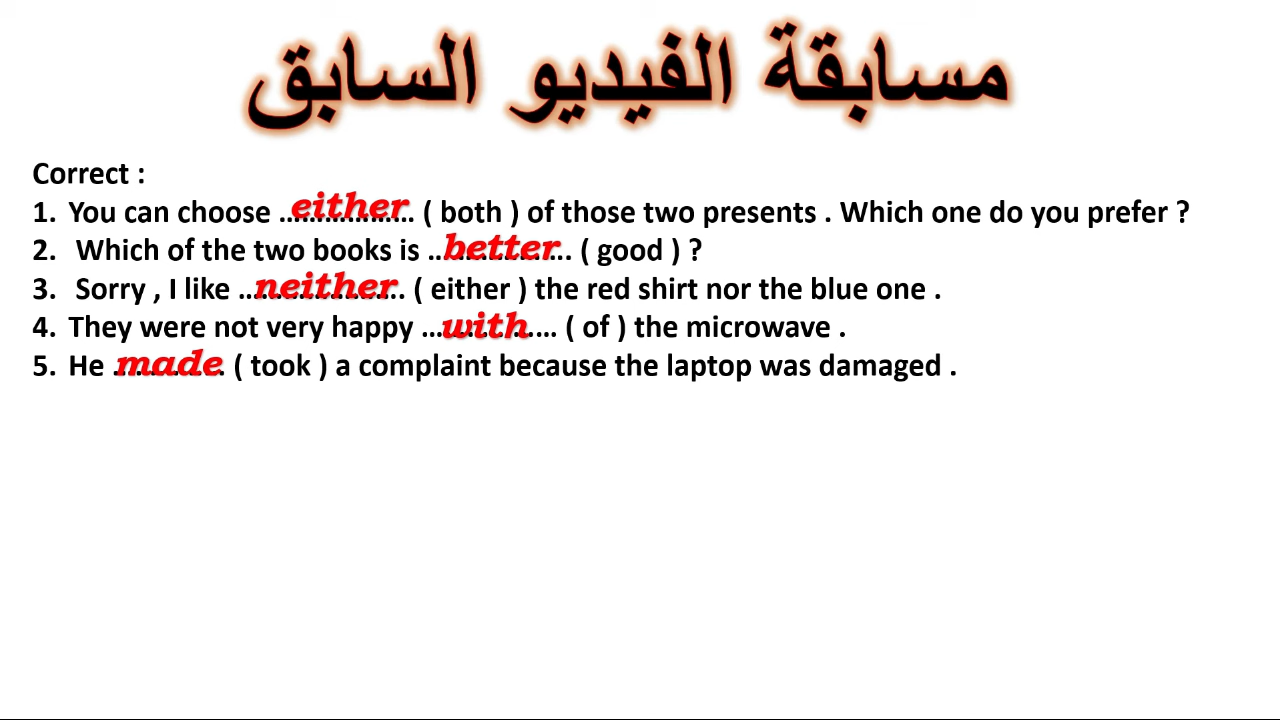 مسابقة الفيديو السابق
Correct :
1. You can choose ...either... ( both ) of those two presents . Which one do you prefer ?
2. Which of the two books is ...better... ( good ) ?
3. Sorry , I like ...neither... ( either ) the red shirt nor the blue one .
4. They were not very happy ...with... ( of ) the microwave .
5. He ...made... ( took ) a complaint because the laptop was damaged .